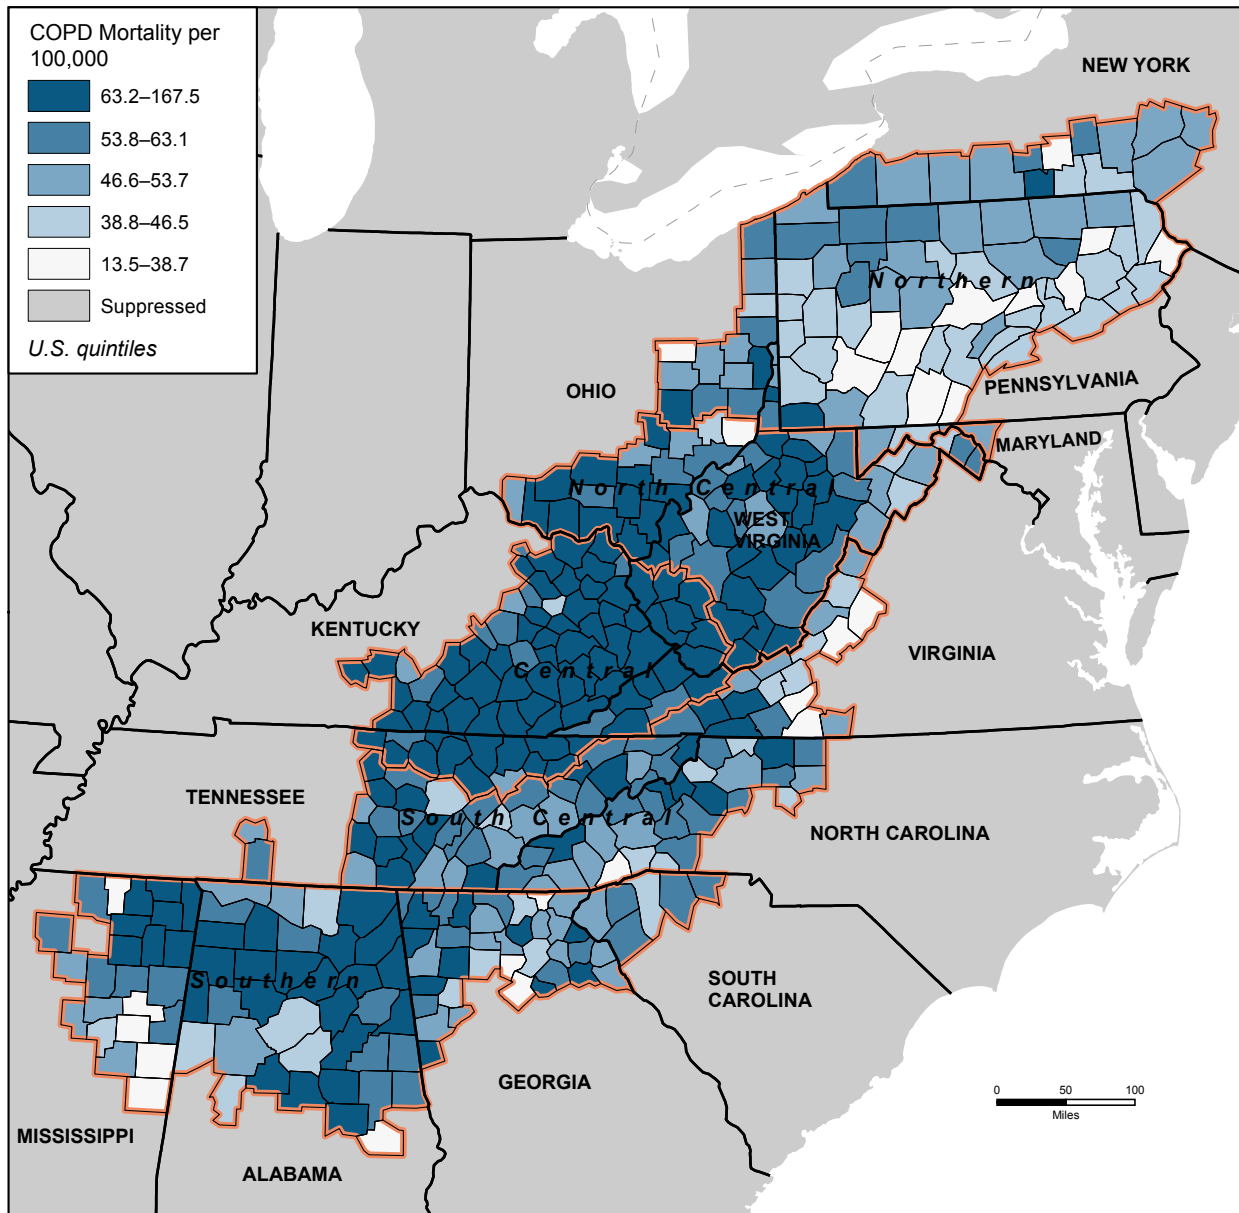 COPD Mortality per
100,000
63.2–167.5
53.8–63.1
46.6–53.7
38.8–46.5
13.5–38.7
Suppressed
U.S. quintiles
NEW YORK
Northern
PENNSYLVANIA
OHIO
MARYLAND
North Central
WEST
VIRGINIA
KENTUCKY
VIRGINIA
Central
TENNESSEE
South Central
NORTH CAROLINA
Southern
SOUTH
CAROLINA
GEORGIA
0 50 100
Miles
MISSISSIPPI
ALABAMA